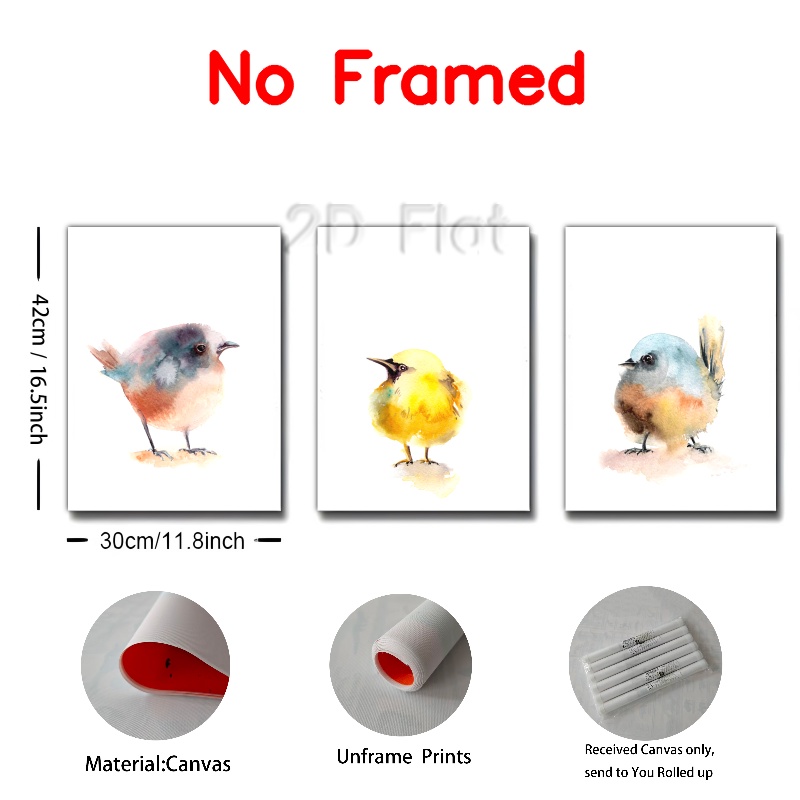 No Framed
2D Flat
42cm / 16.5inch
30cm/11.8inch
Material:Canvas
Unframe Prints
Received Canvas only,
send to You Rolled up